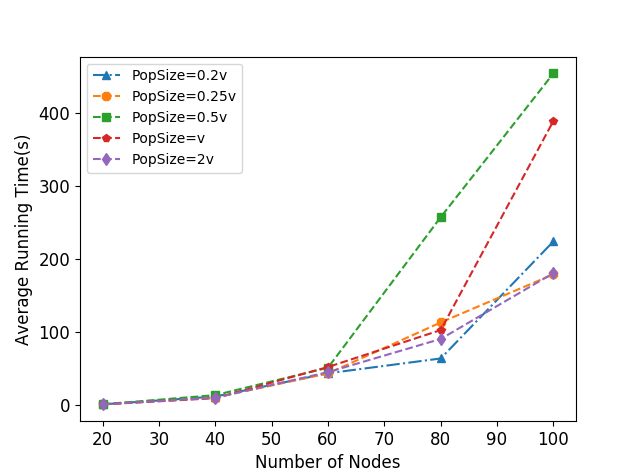 PopSize=0.2v
PopSize=0.25v
PopSize=0.5v
PopSize=v
PopSize=2v
400
300
200
100
0
Average Running Time(s)
20 30 40 50 60 70 80 90 100
Number of Nodes